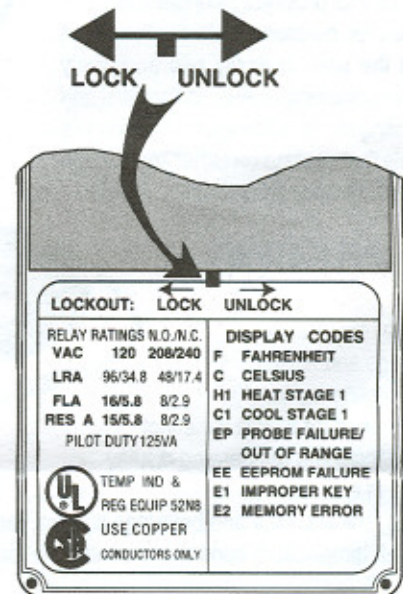 LOCK UNLOCK
LOCKOUT: LOCK UNLOCK
RELAY RATINGS N.O./N.C.
VAC 120 208/240
LRA 96/34.8 48/17.4
FLA 16/5.8 8/2.9
RES A 15/5.8 8/2.9
PILOT DUTY 125VA
UL
®
TEMP IND &
REG EQUIP 52N8
USE COPPER
CONDUCTORS ONLY
DISPLAY CODES
F FAHRENHEIT
C CELSIUS
H1 HEAT STAGE 1
C1 COOL STAGE 1
EP PROBE FAILURE/
OUT OF RANGE
EE EEPROM FAILURE
E1 IMPROPER KEY
E2 MEMORY ERROR